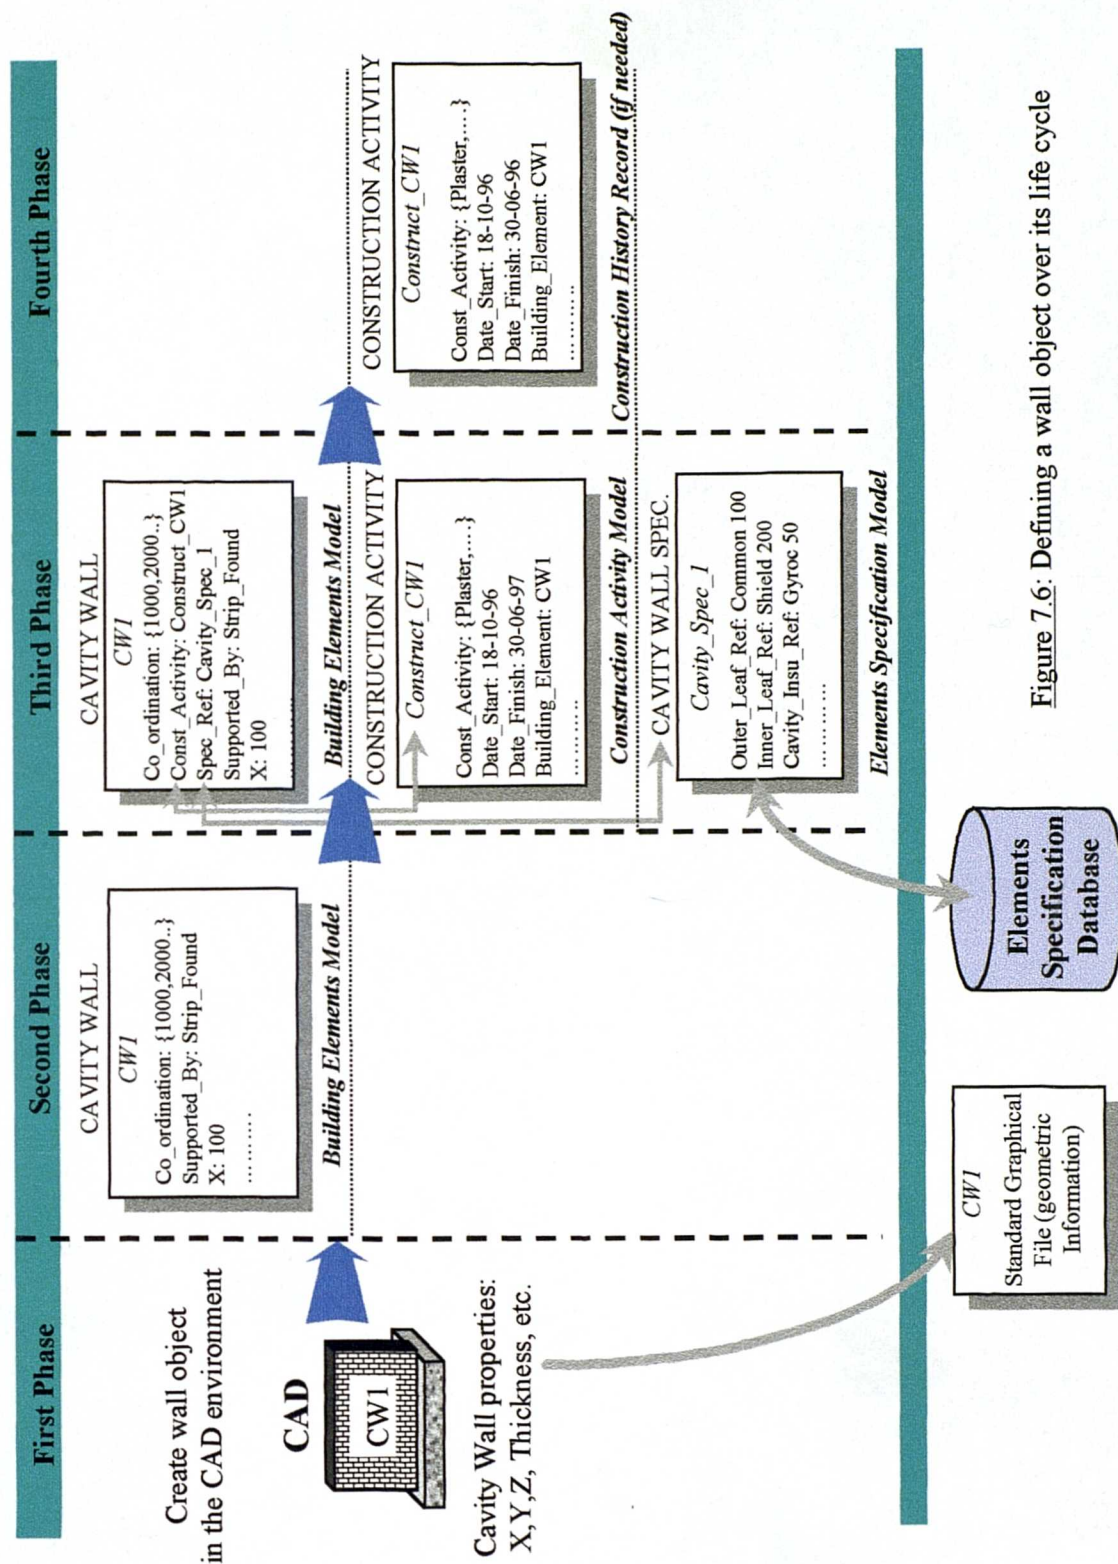 First Phase
Second Phase
Third Phase
Fourth Phase
Create wall object
in the CAD environment
CAD
CW1
Cavity Wall properties:
X,Y,Z, Thickness, etc.
CAVITY WALL
CW1
Co_ordination: {1000,2000..}
Supported_By: Strip_Found
X: 100
..........
Building Elements Model
CAVITY WALL
CW1
Co_ordination: {1000,2000..}
Const_Activity: Construct_CW1
Spec_Ref: Cavity_Spec_1
Supported_By: Strip_Found
X: 100
..........
Building Elements Model
CONSTRUCTION ACTIVITY
Construct_CW1
Const_Activity: {Plaster,....}
Date_Start: 18-10-96
Date_Finish: 30-06-97
Building_Element: CW1
..........
Construction Activity Model
CAVITY WALL SPEC.
Cavity_Spec_1
Outer_Leaf_Ref: Common 100
Inner_Leaf_Ref: Shield 200
Cavity_Insu_Ref: Gyroc 50
..........
Elements Specification Model
CONSTRUCTION ACTIVITY
Construct_CW1
Const_Activity: {Plaster,....}
Date_Start: 18-10-96
Date_Finish: 30-06-96
Building_Element: CW1
..........
Construction History Record (if needed)
CW1
Standard Graphical
File (geometric
Information)
Elements
Specification
Database
Figure 7.6: Defining a wall object over its life cycle